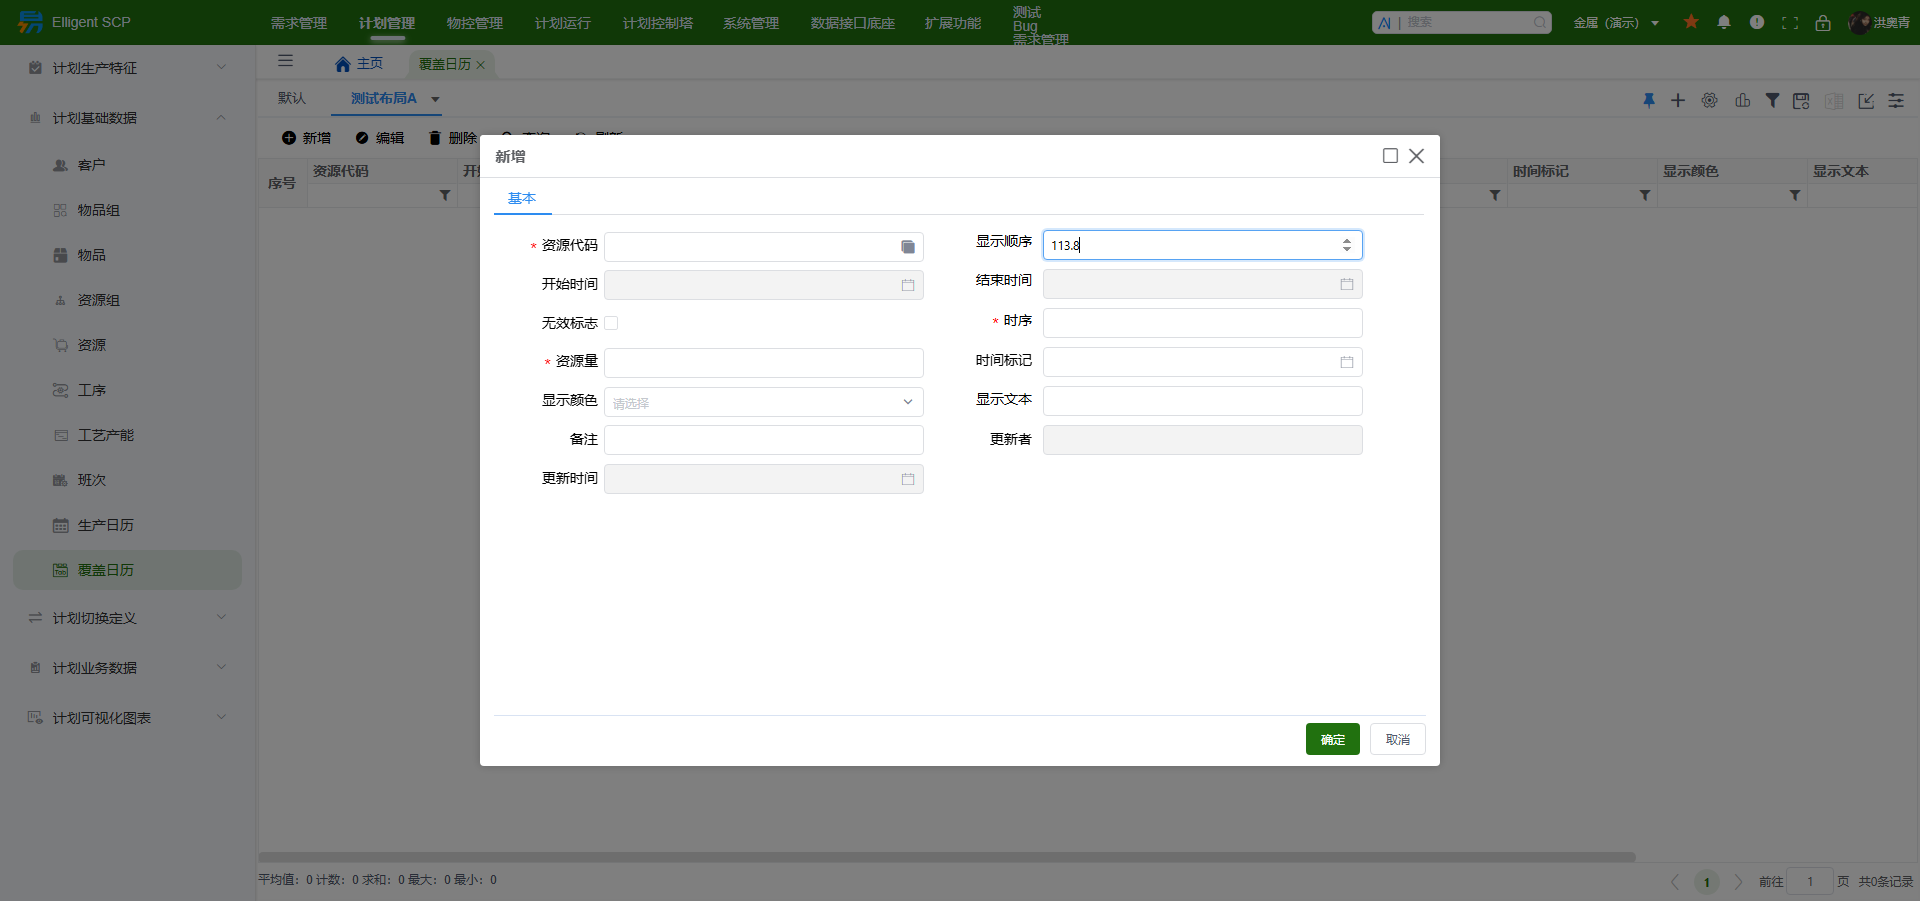 Elligent SCP
需求管理
计划管理
物控管理
计划运行
计划控制塔
系统管理
数据接口底座
扩展功能
测试
Bug
需求管理
搜索
金属（演示）
洪奥青
计划生产特征
计划基础数据
客户
物品组
物品
资源组
资源
工序
工艺产能
班次
生产日历
覆盖日历
计划切换定义
计划业务数据
计划可视化图表
主页
覆盖日历
默认
测试布局A
新增
编辑
删除
序号
资源代码
时间标记
显示颜色
显示文本
新增
基本
* 资源代码
显示顺序
113.8
开始时间
结束时间
无效标志
* 时序
* 资源量
时间标记
显示颜色
请选择
显示文本
备注
更新者
更新时间
确定
取消
平均值：0 计数：0 求和：0 最大：0 最小：0
1
前往
1
页
共0条记录